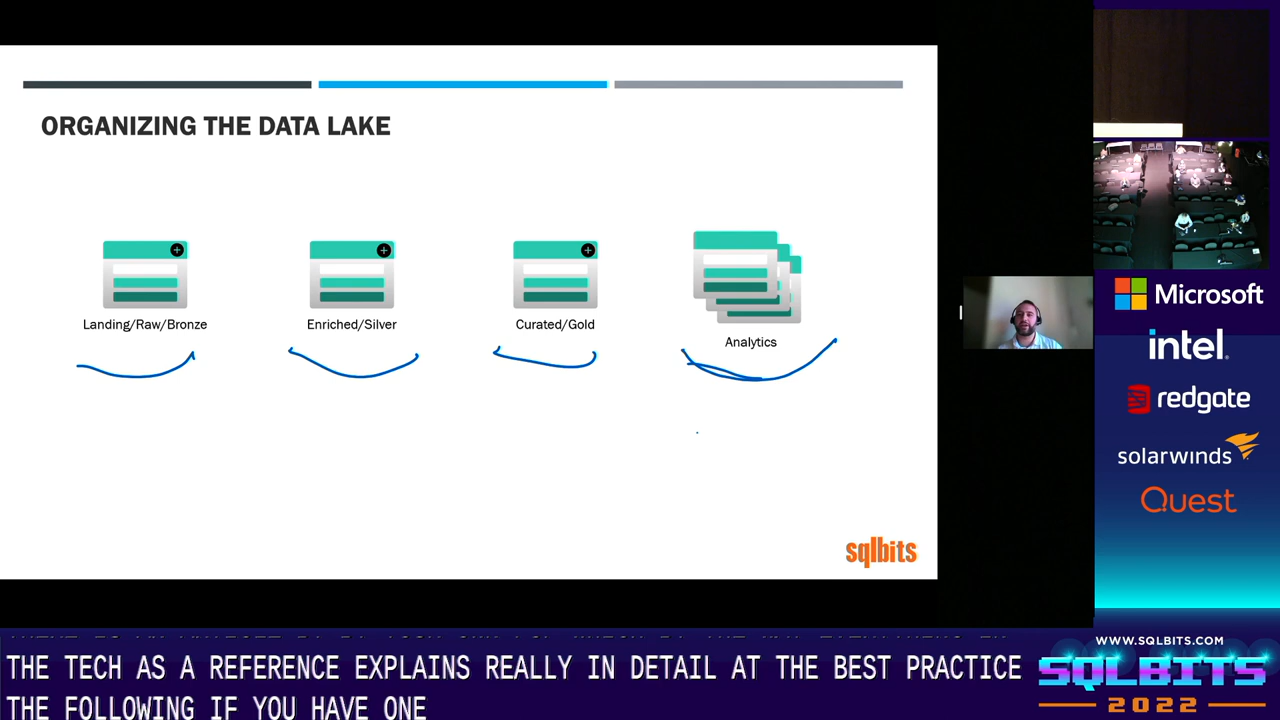 ORGANIZING THE DATA LAKE
Landing/Raw/Bronze
Enriched/Silver
Curated/Gold
Analytics
sqlbits
Microsoft
intel.
redgate
solarwinds
Quest
WWW.SQLBITS.COM
SQLBITS
2022
THE TECH AS A REFERENCE EXPLAINS REALLY IN DETAIL AT THE BEST PRACTICE
THE FOLLOWING IF YOU HAVE ONE